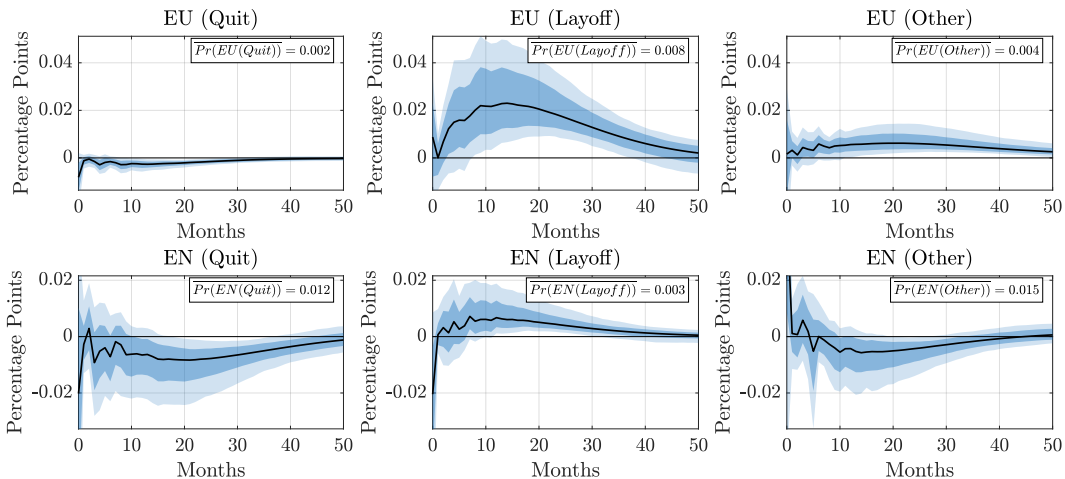 EU (Quit)
Percentage Points
0.04
0.02
0
Pr(EU(Quit)) = 0.002
0 10 20 30 40 50
Months
EU (Layoff)
Percentage Points
0.04
0.02
0
Pr(EU(Layoff)) = 0.008
0 10 20 30 40 50
Months
EU (Other)
Percentage Points
0.04
0.02
0
Pr(EU(Other)) = 0.004
0 10 20 30 40 50
Months
EN (Quit)
Percentage Points
0.02
0
-0.02
Pr(EN(Quit)) = 0.012
0 10 20 30 40 50
Months
EN (Layoff)
Percentage Points
0.02
0
-0.02
Pr(EN(Layoff)) = 0.003
0 10 20 30 40 50
Months
EN (Other)
Percentage Points
0.02
0
-0.02
Pr(EN(Other)) = 0.015
0 10 20 30 40 50
Months